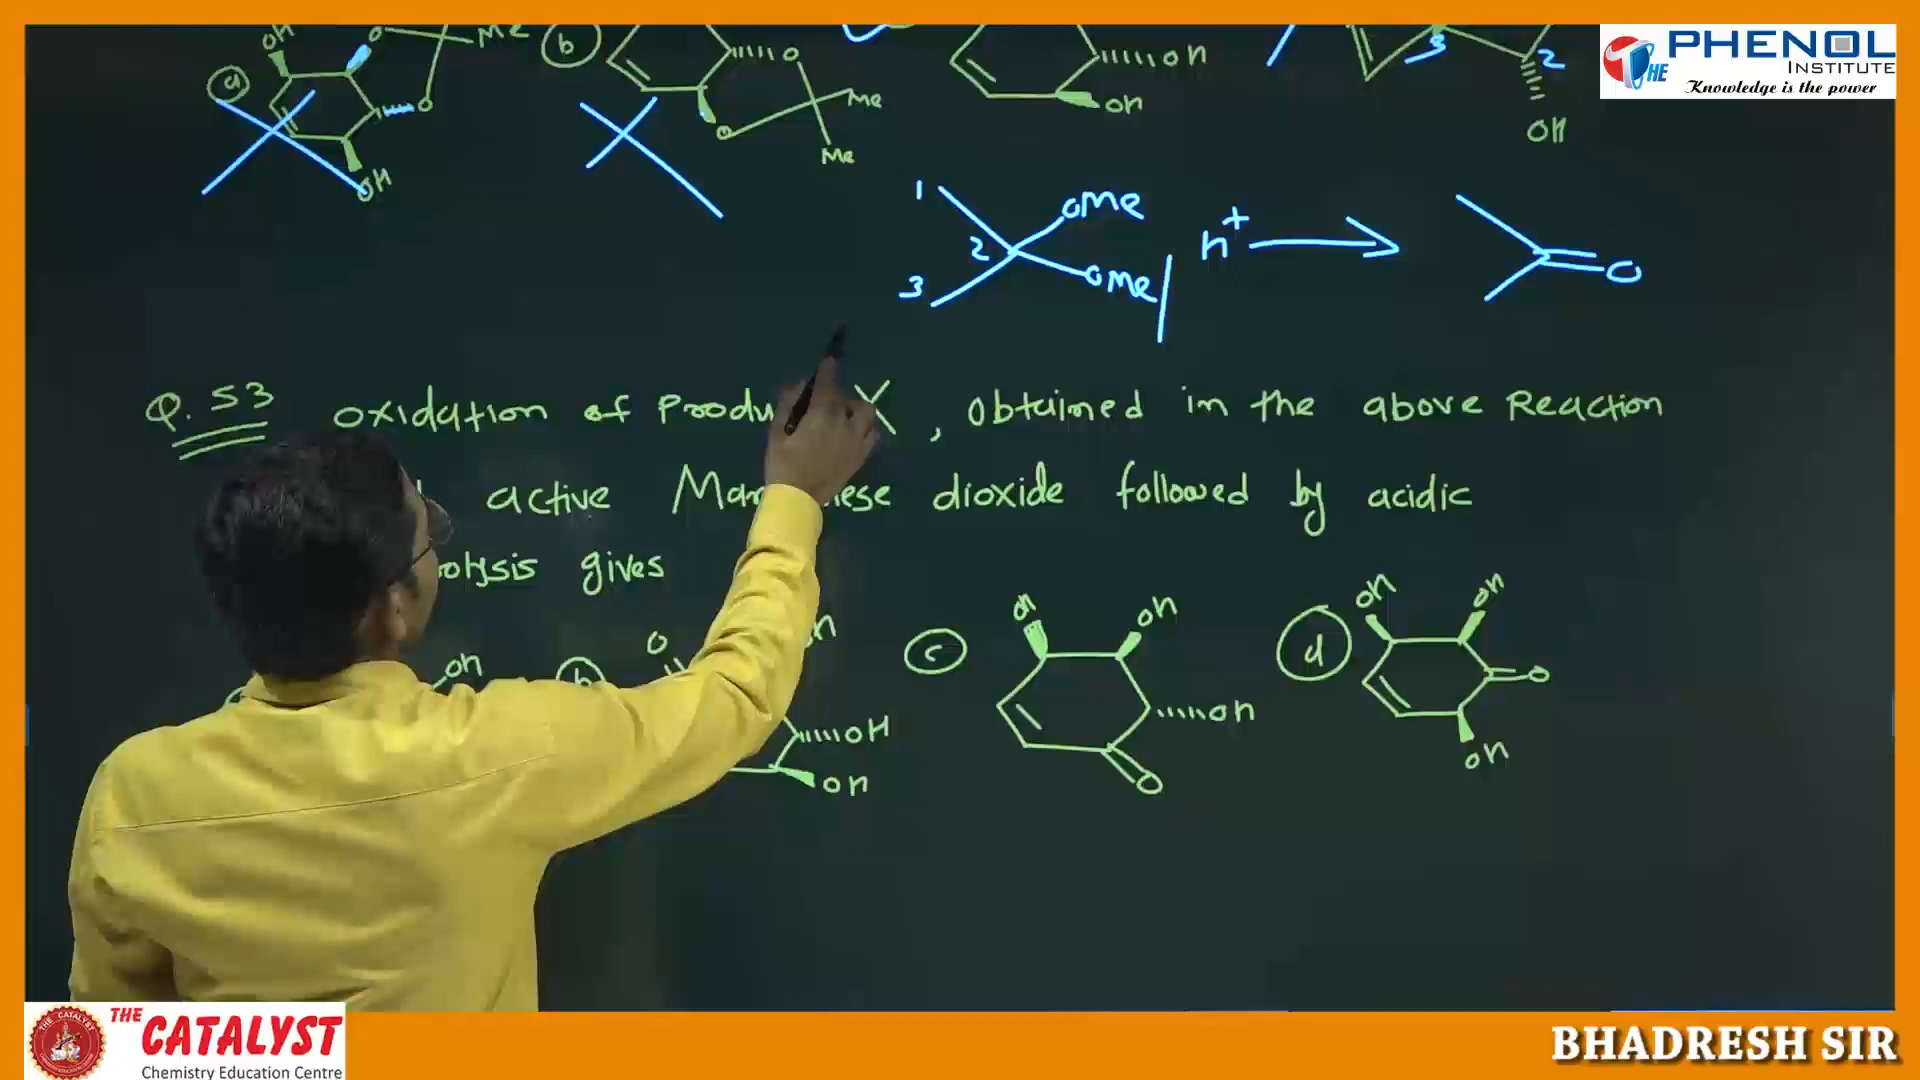 THE PHENOL
INSTITUTE
Knowledge is the power
OH
O
Me
b
O
OH
3
2
a
O
Me
OH
O
OH
Me
OH
1
OMe
2
H+
3
OMe
O
Q.53 Oxidation of Produ X, obtained in the above Reaction
active Man ese dioxide followed by acidic
olysis gives
OH
O
OH
c
OH
OH
OH
O
d
OH
OH
O
OH
OH
OH
THE
CATALYST
Chemistry Education Centre
BHADRESH SIR